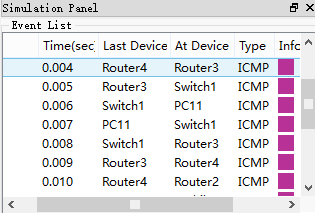 Simulation Panel
Event List
Time(sec) Last Device At Device Type Info
0.004 Router4 Router3 ICMP
0.005 Router3 Switch1 ICMP
0.006 Switch1 PC11 ICMP
0.007 PC11 Switch1 ICMP
0.008 Switch1 Router3 ICMP
0.009 Router3 Router4 ICMP
0.010 Router4 Router2 ICMP